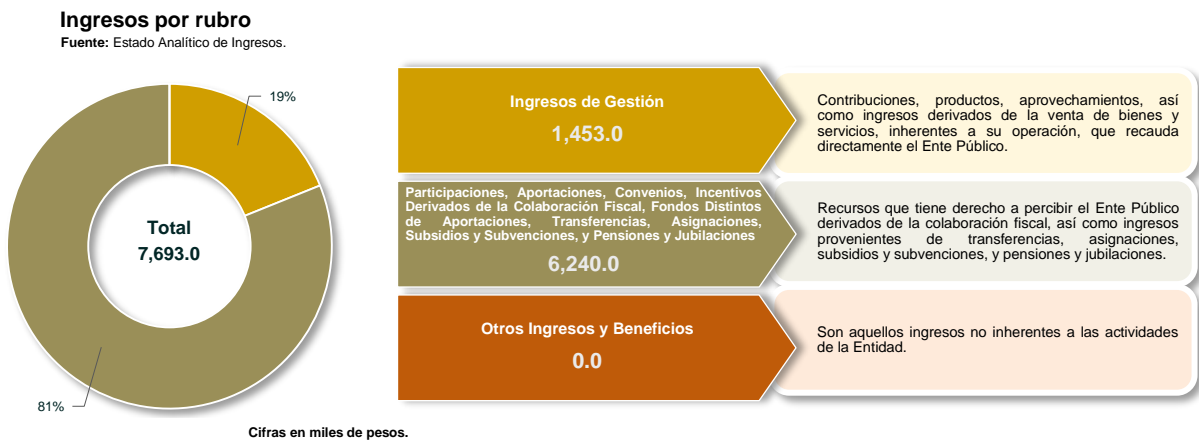 Ingresos por rubro
Fuente: Estado Analítico de Ingresos.
19%
Total
7,693.0
81%
Ingresos de Gestión
1,453.0
Contribuciones, productos, aprovechamientos, así
como ingresos derivados de la venta de bienes y
servicios, inherentes a su operación, que recauda
directamente el Ente Público.
Participaciones, Aportaciones, Convenios, Incentivos
Derivados de la Colaboración Fiscal, Fondos Distintos
de Aportaciones, Transferencias, Asignaciones,
Subsidios y Subvenciones, y Pensiones y Jubilaciones
6,240.0
Recursos que tiene derecho a percibir el Ente Público
derivados de la colaboración fiscal, así como ingresos
provenientes de transferencias, asignaciones,
subsidios y subvenciones, y pensiones y jubilaciones.
Otros Ingresos y Beneficios
0.0
Son aquellos ingresos no inherentes a las actividades
de la Entidad.
Cifras en miles de pesos.